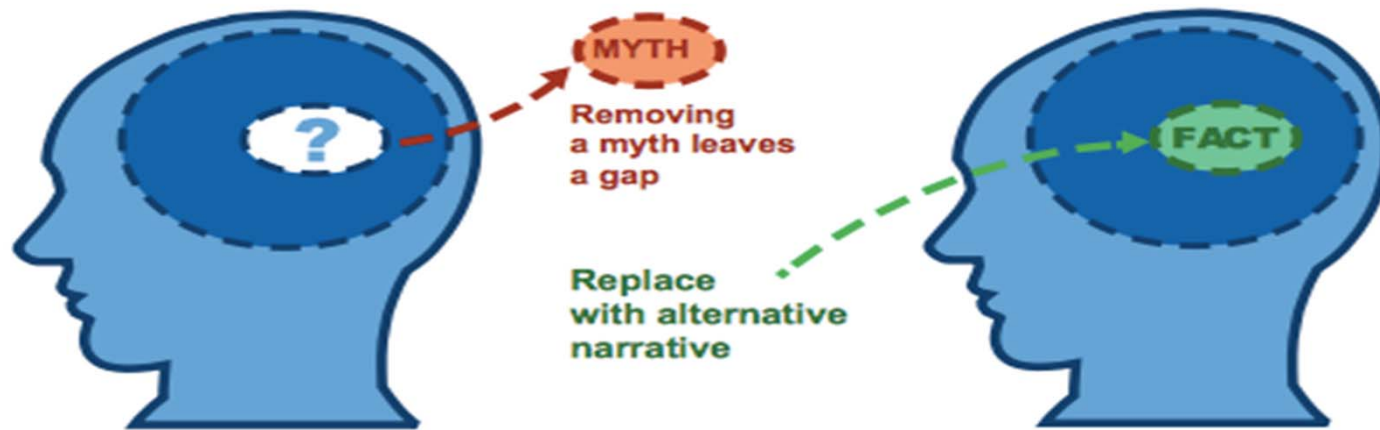 ?
MYTH
Removing
a myth leaves
a gap
Replace
with alternative
narrative
FACT